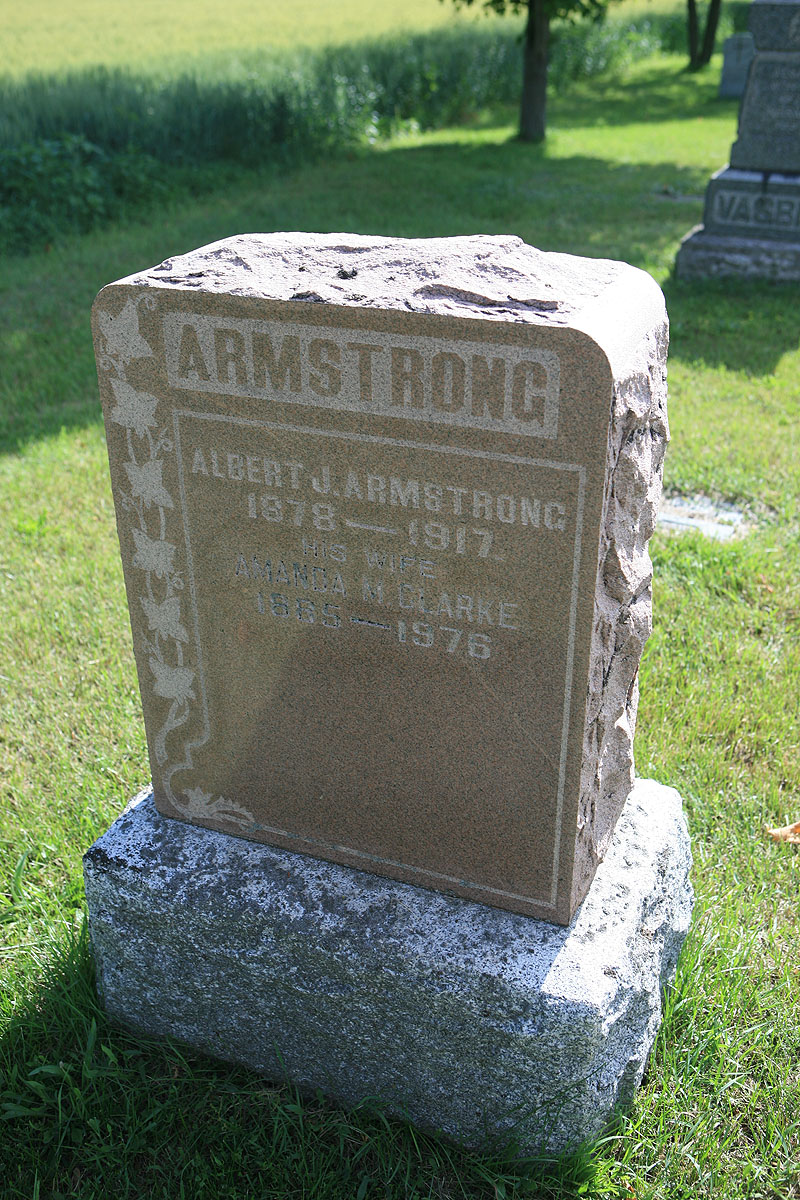 ARMSTRONG
ALBERT J. ARMSTRONG
1878 — 1917
HIS WIFE
AMANDA M. CLARKE
1885 — 1976